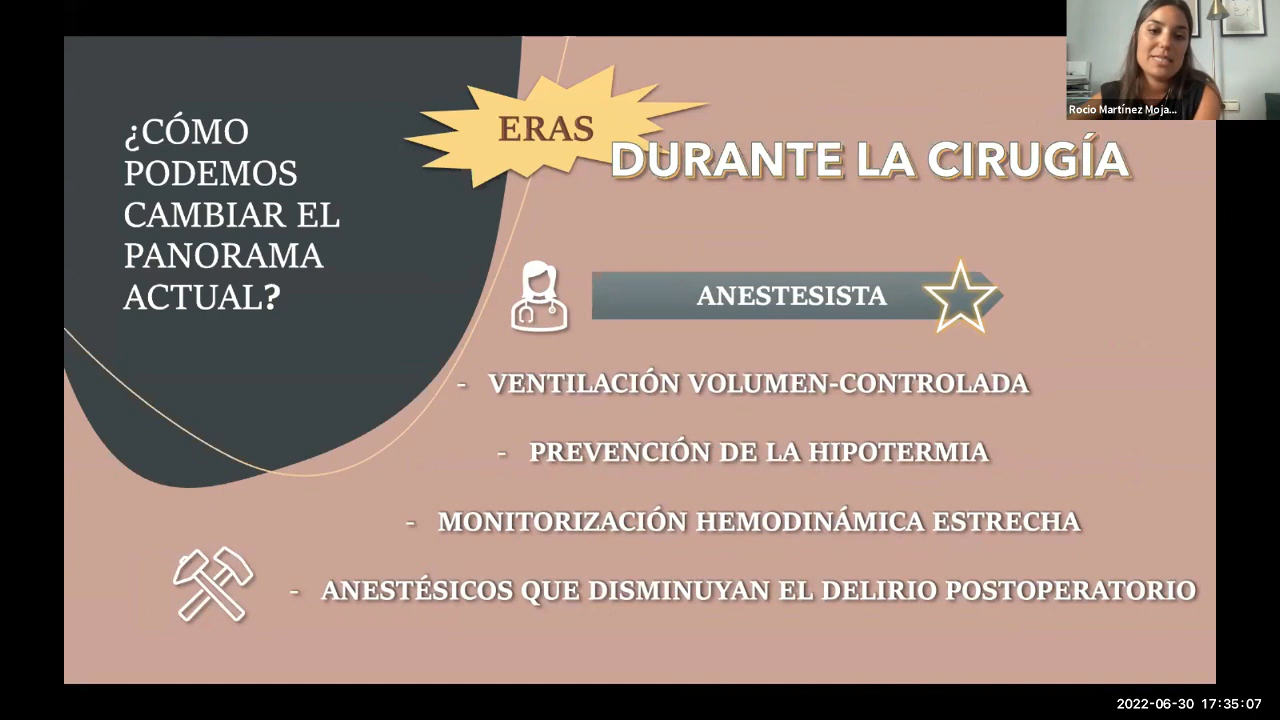 ¿CÓMO
PODEMOS
CAMBIAR EL
PANORAMA
ACTUAL?
ERAS
DURANTE LA CIRUGÍA
ANESTESISTA
- VENTILACIÓN VOLUMEN-CONTROLADA
- PREVENCIÓN DE LA HIPOTERMIA
- MONITORIZACIÓN HEMODINÁMICA ESTRECHA
- ANESTÉSICOS QUE DISMINUYAN EL DELIRIO POSTOPERATORIO
Rocio Martínez Moja...
2022-06-30 17:35:07